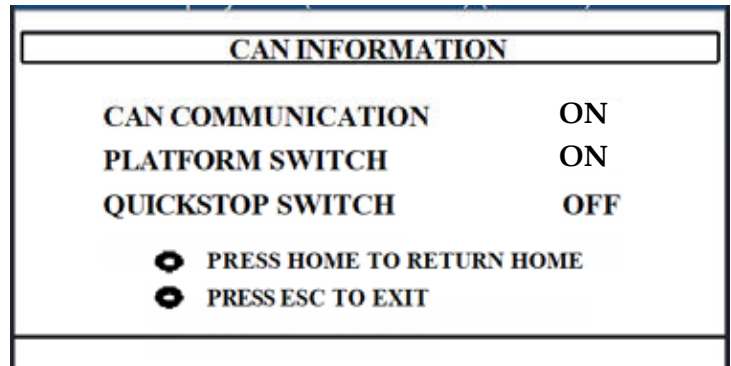 CAN INFORMATION
CAN COMMUNICATION ON
PLATFORM SWITCH ON
QUICKSTOP SWITCH OFF
PRESS HOME TO RETURN HOME
PRESS ESC TO EXIT